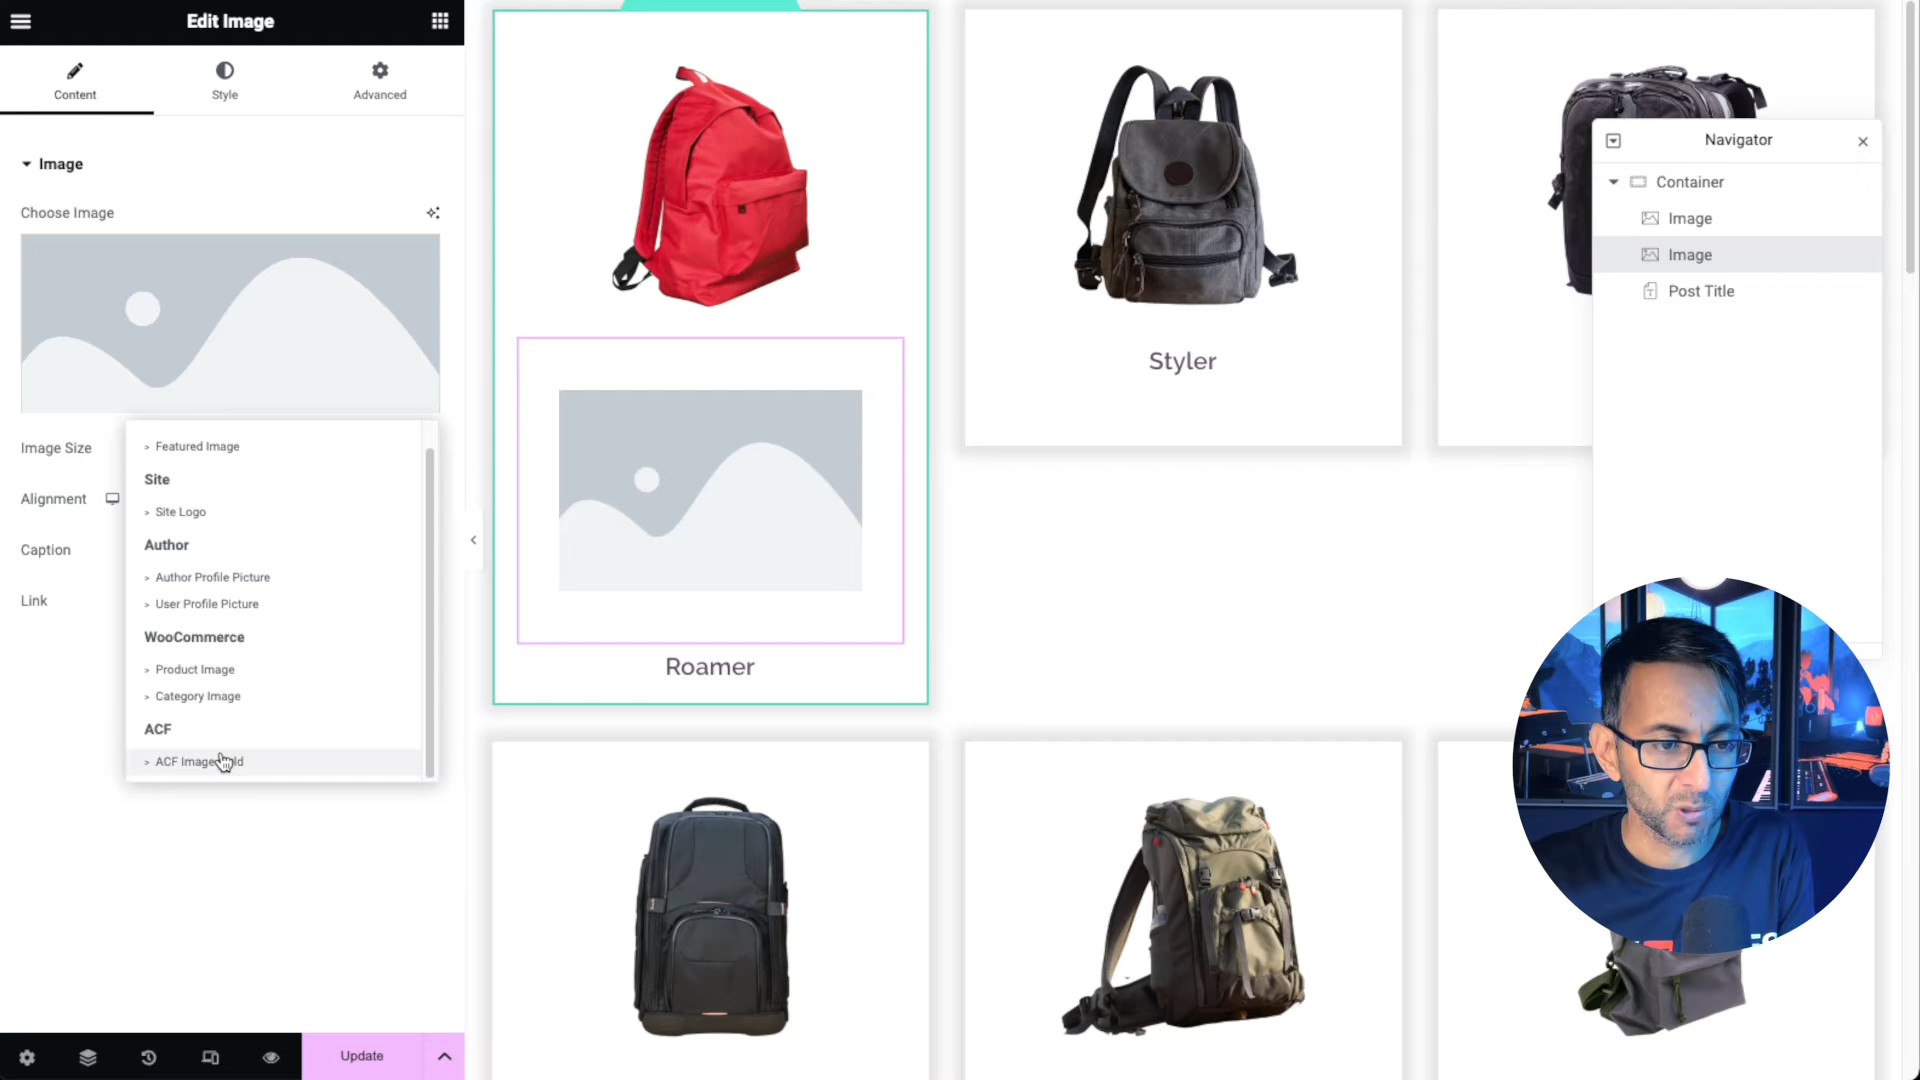 Edit Image
Content
Style
Advanced
Image
Choose Image
Image Size
Alignment
Caption
Link
> Featured Image
Site
> Site Logo
Author
> Author Profile Picture
> User Profile Picture
WooCommerce
> Product Image
> Category Image
ACF
> ACF Image
Update
Roamer
Styler
Navigator
Container
Image
Image
Post Title